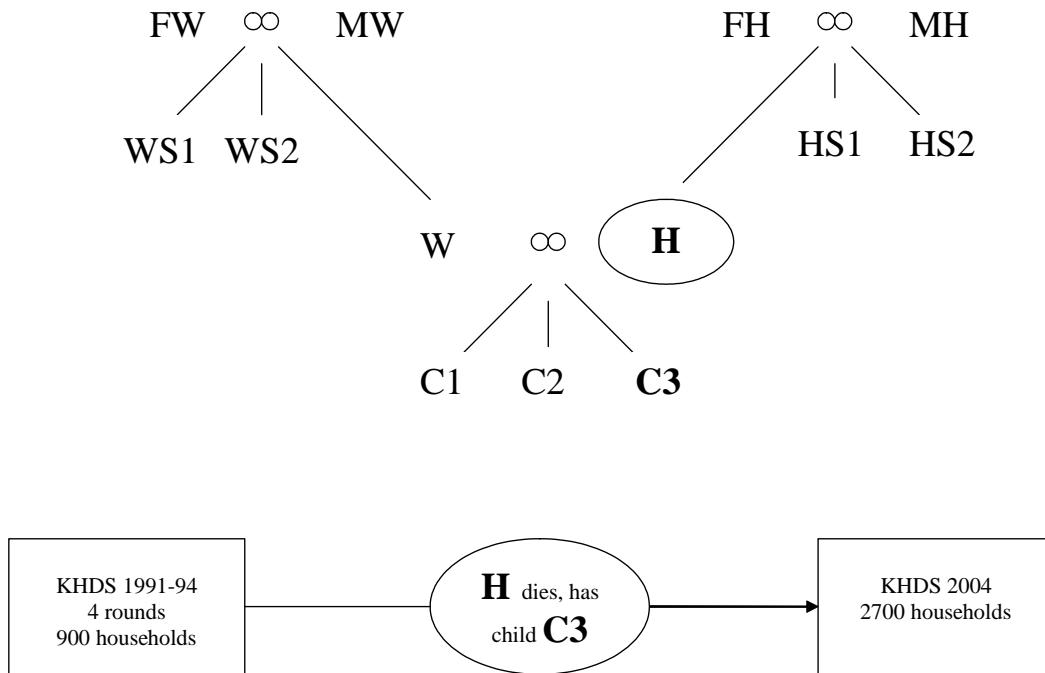 FW ∞ MW FH ∞ MH
WS1 WS2 HS1 HS2
W ∞ H
C1 C2 C3
KHDS 1991-94
4 rounds
900 households
H dies, has
child C3
KHDS 2004
2700 households